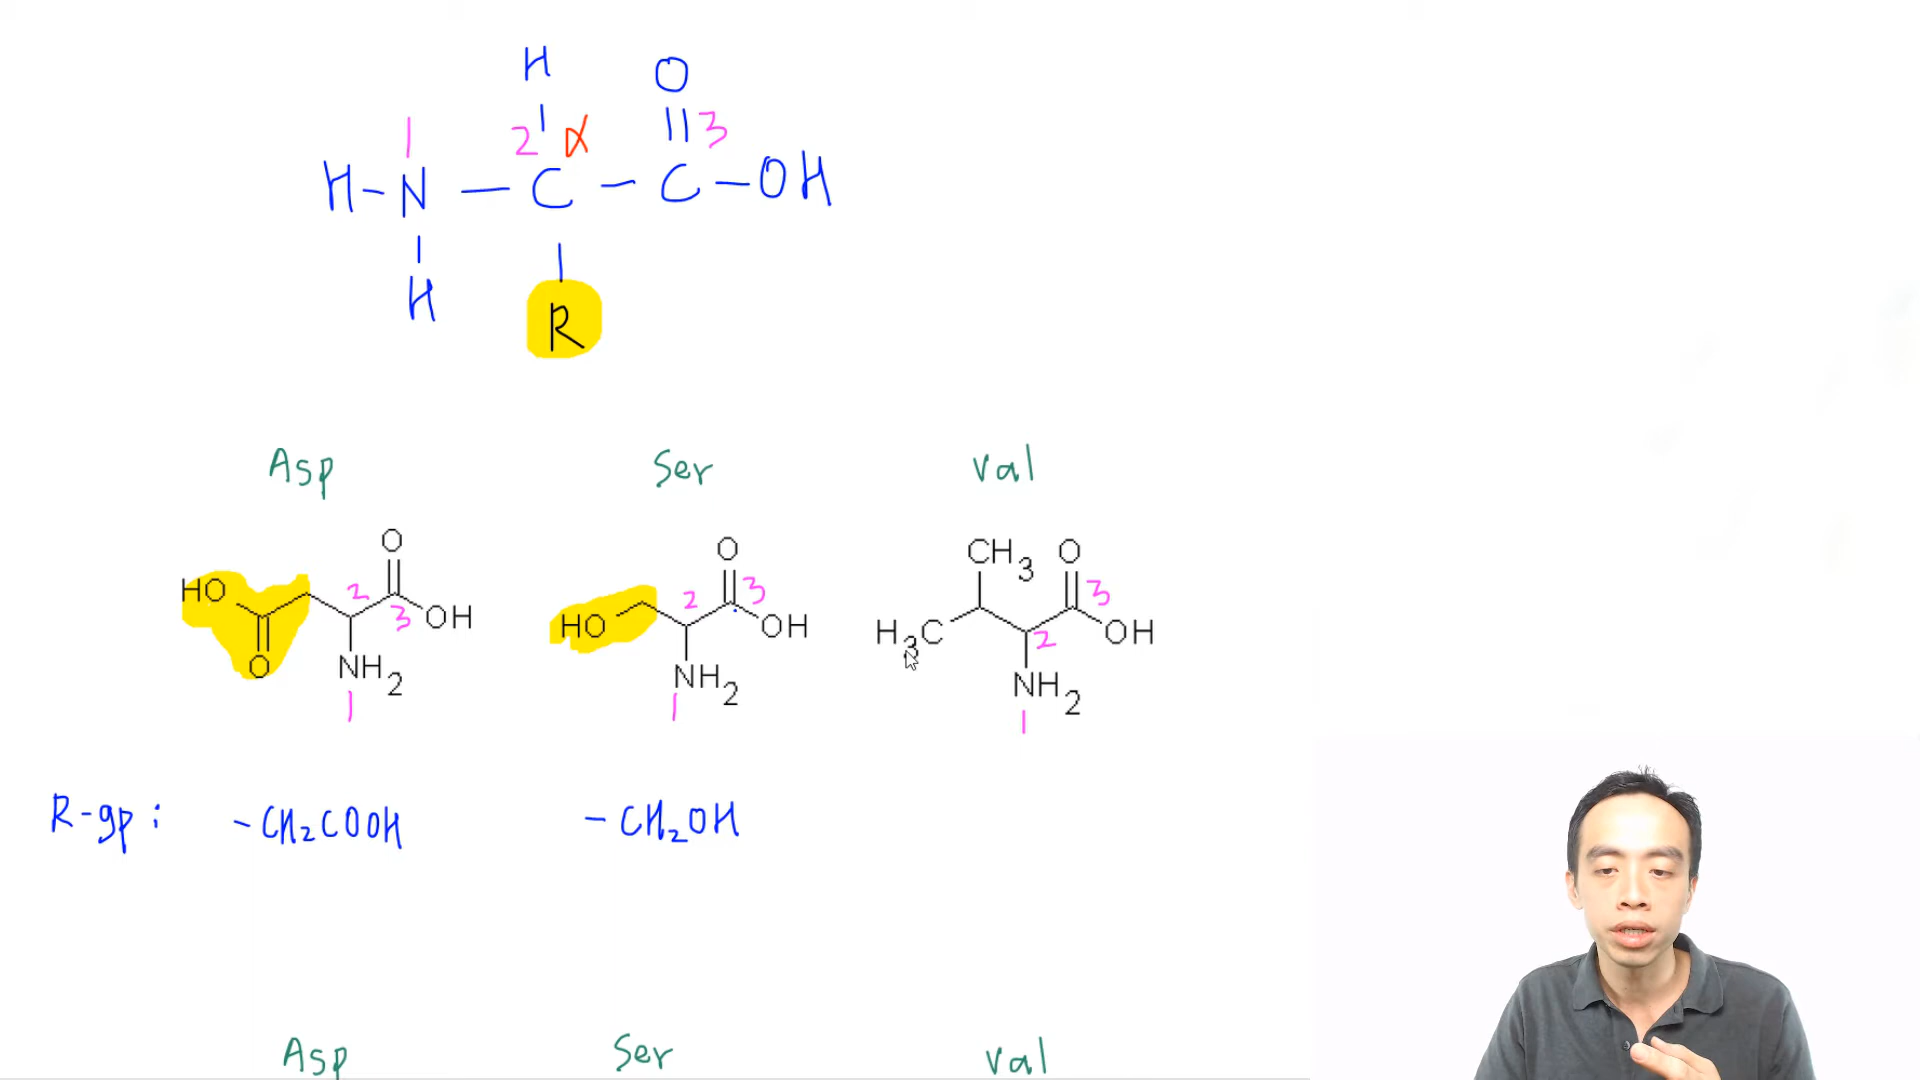 H O
1 2 α 3
H-N-C-C-OH
H R
Asp Ser Val
O O CH3 O
HO 2 3 OH HO 2 3 OH H3C 2 3 OH
O NH2 NH2 NH2
1 1 1
R-gp: -CH2COOH -CH2OH
Asp Ser Val